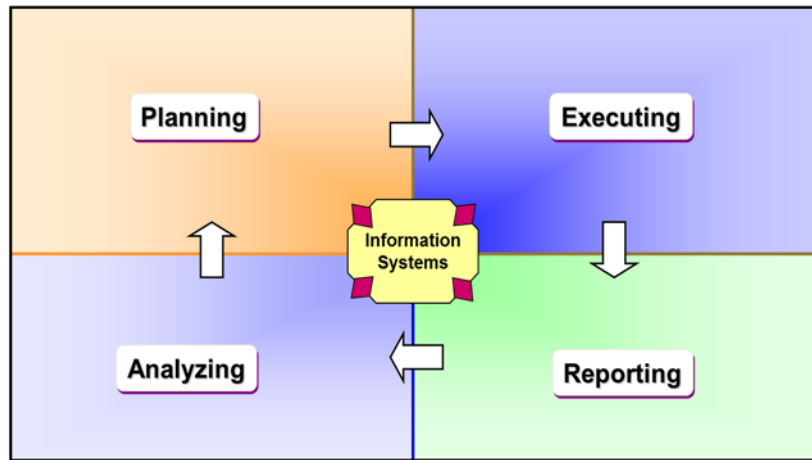 Planning
Executing
Information
Systems
Analyzing
Reporting